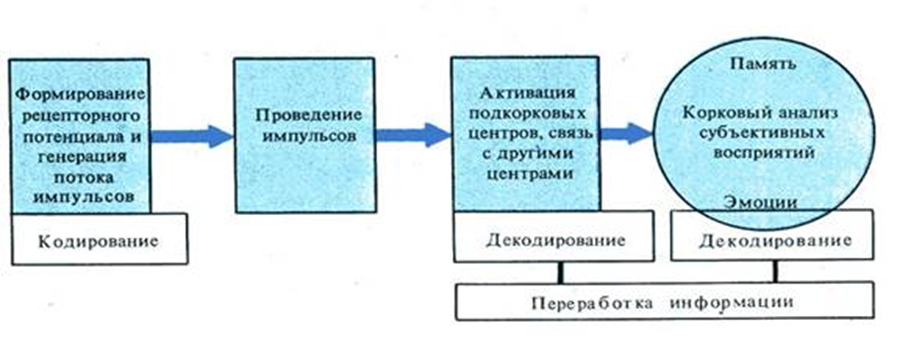 Формирование
рецепторного
потенциала и
генерация
потока
импульсов
Кодирование
Проведение
импульсов
Активация
подкорковых
центров, связь
с другими
центрами
Декодирование
Память
Корковый анализ
субъективных
восприятий
Эмоции
Декодирование
Переработка информации